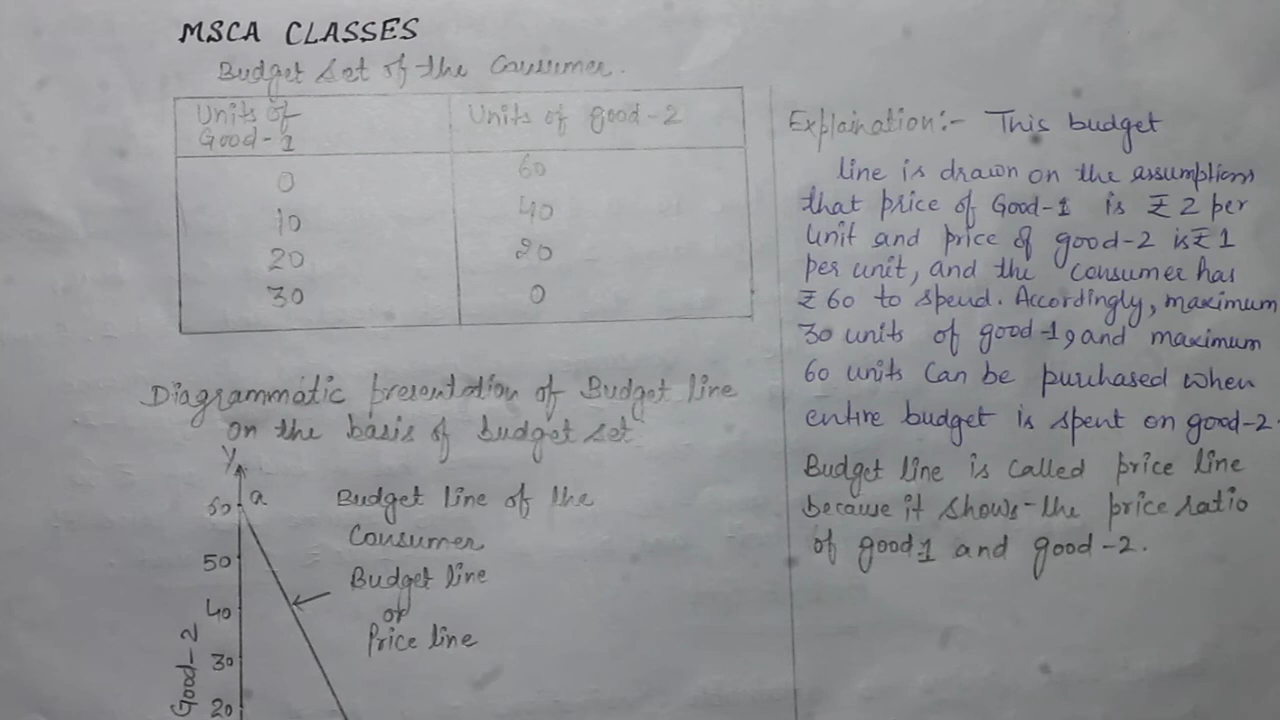 MSCA CLASSES
Budget set of the Consumer.
Units of Good-1 Units of good-2
0 60
10 40
20 20
30 0
Diagrammatic presentation of Budget line
on the basis of budget set
Y
60 a
50
40
30
20
Good-2
Budget line of the
Consumer
Budget line
or
Price line
Explaination:- This budget
line is drawn on the assumptions
that price of Good-1 is ₹2 per
unit and price of good-2 is ₹1
per unit, and the consumer has
₹60 to spend. Accordingly, maximum
30 units of good-1, and maximum
60 units can be purchased when
entire budget is spent on good-2.
Budget line is called price line
because it shows-the price ratio
of good1 and good-2.